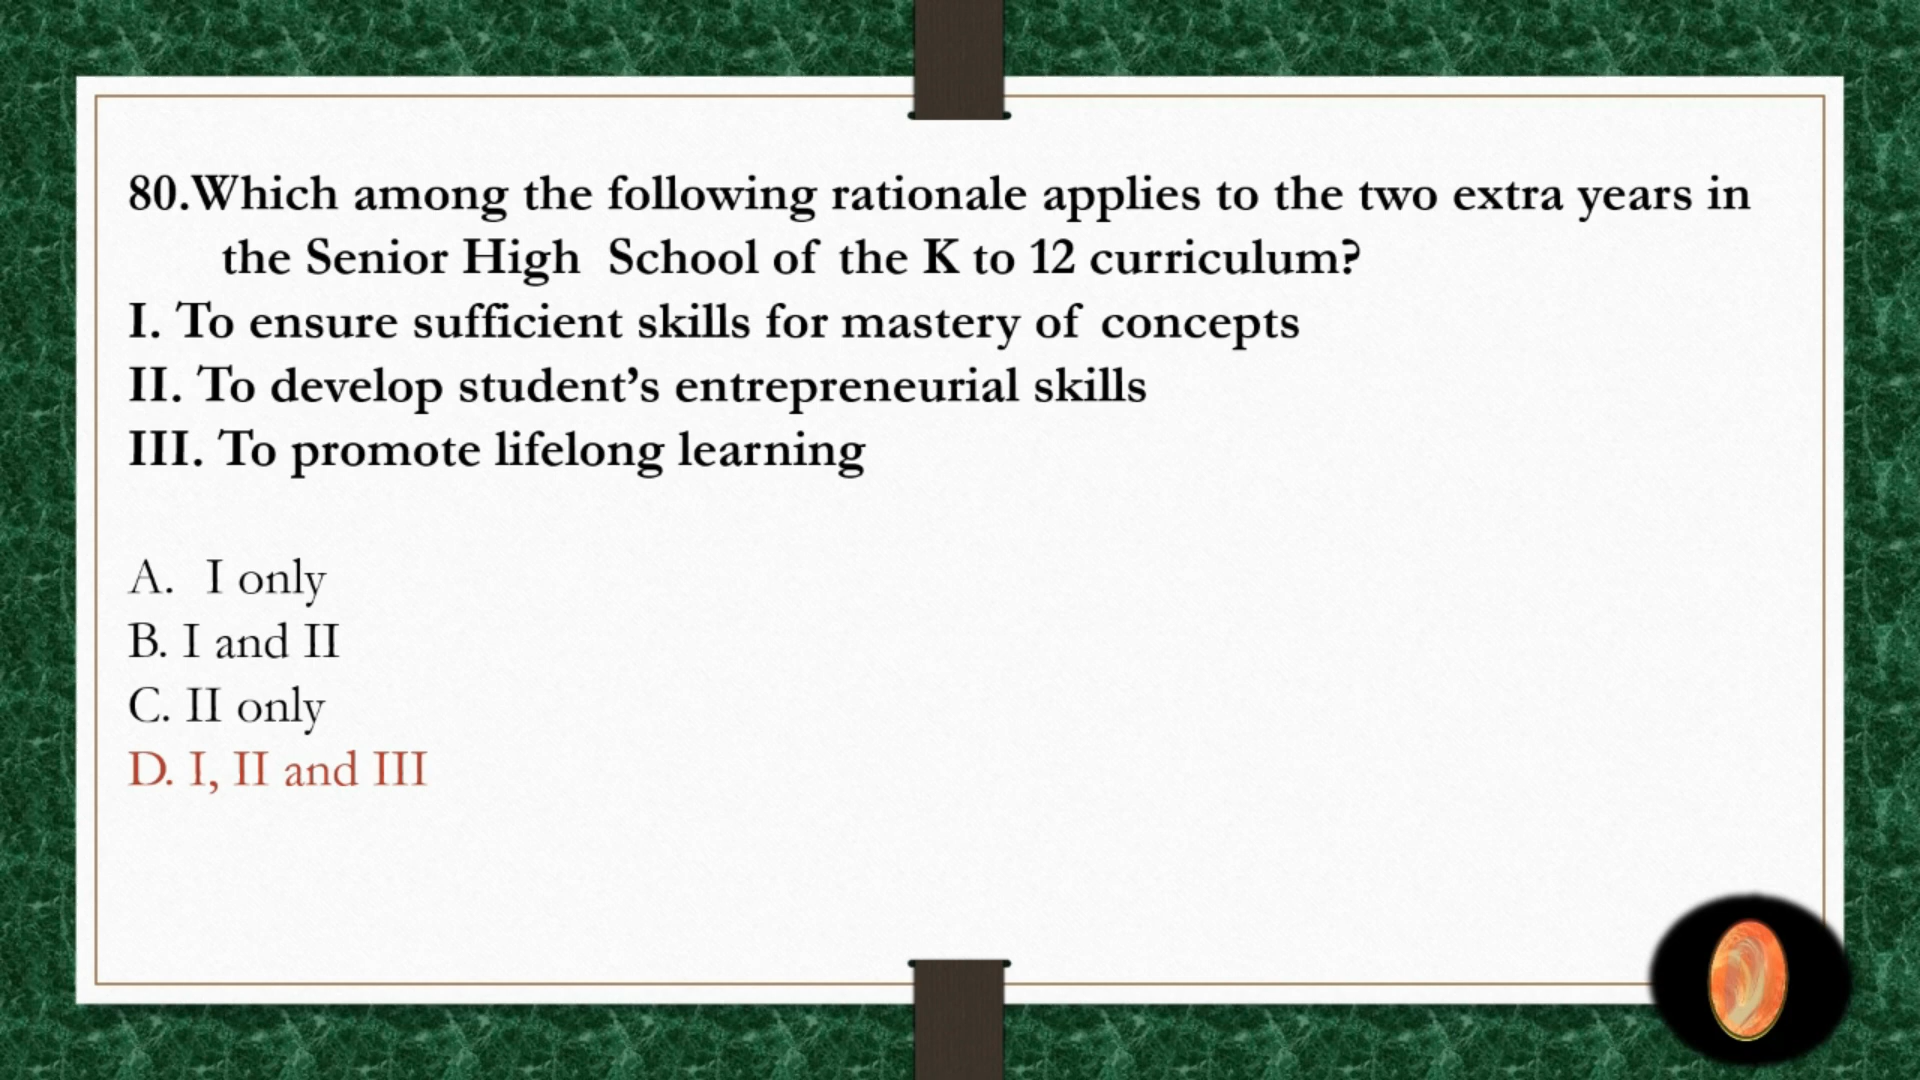 80.Which among the following rationale applies to the two extra years in
the Senior High School of the K to 12 curriculum?
I. To ensure sufficient skills for mastery of concepts
II. To develop student’s entrepreneurial skills
III. To promote lifelong learning
A. I only
B. I and II
C. II only
D. I, II and III